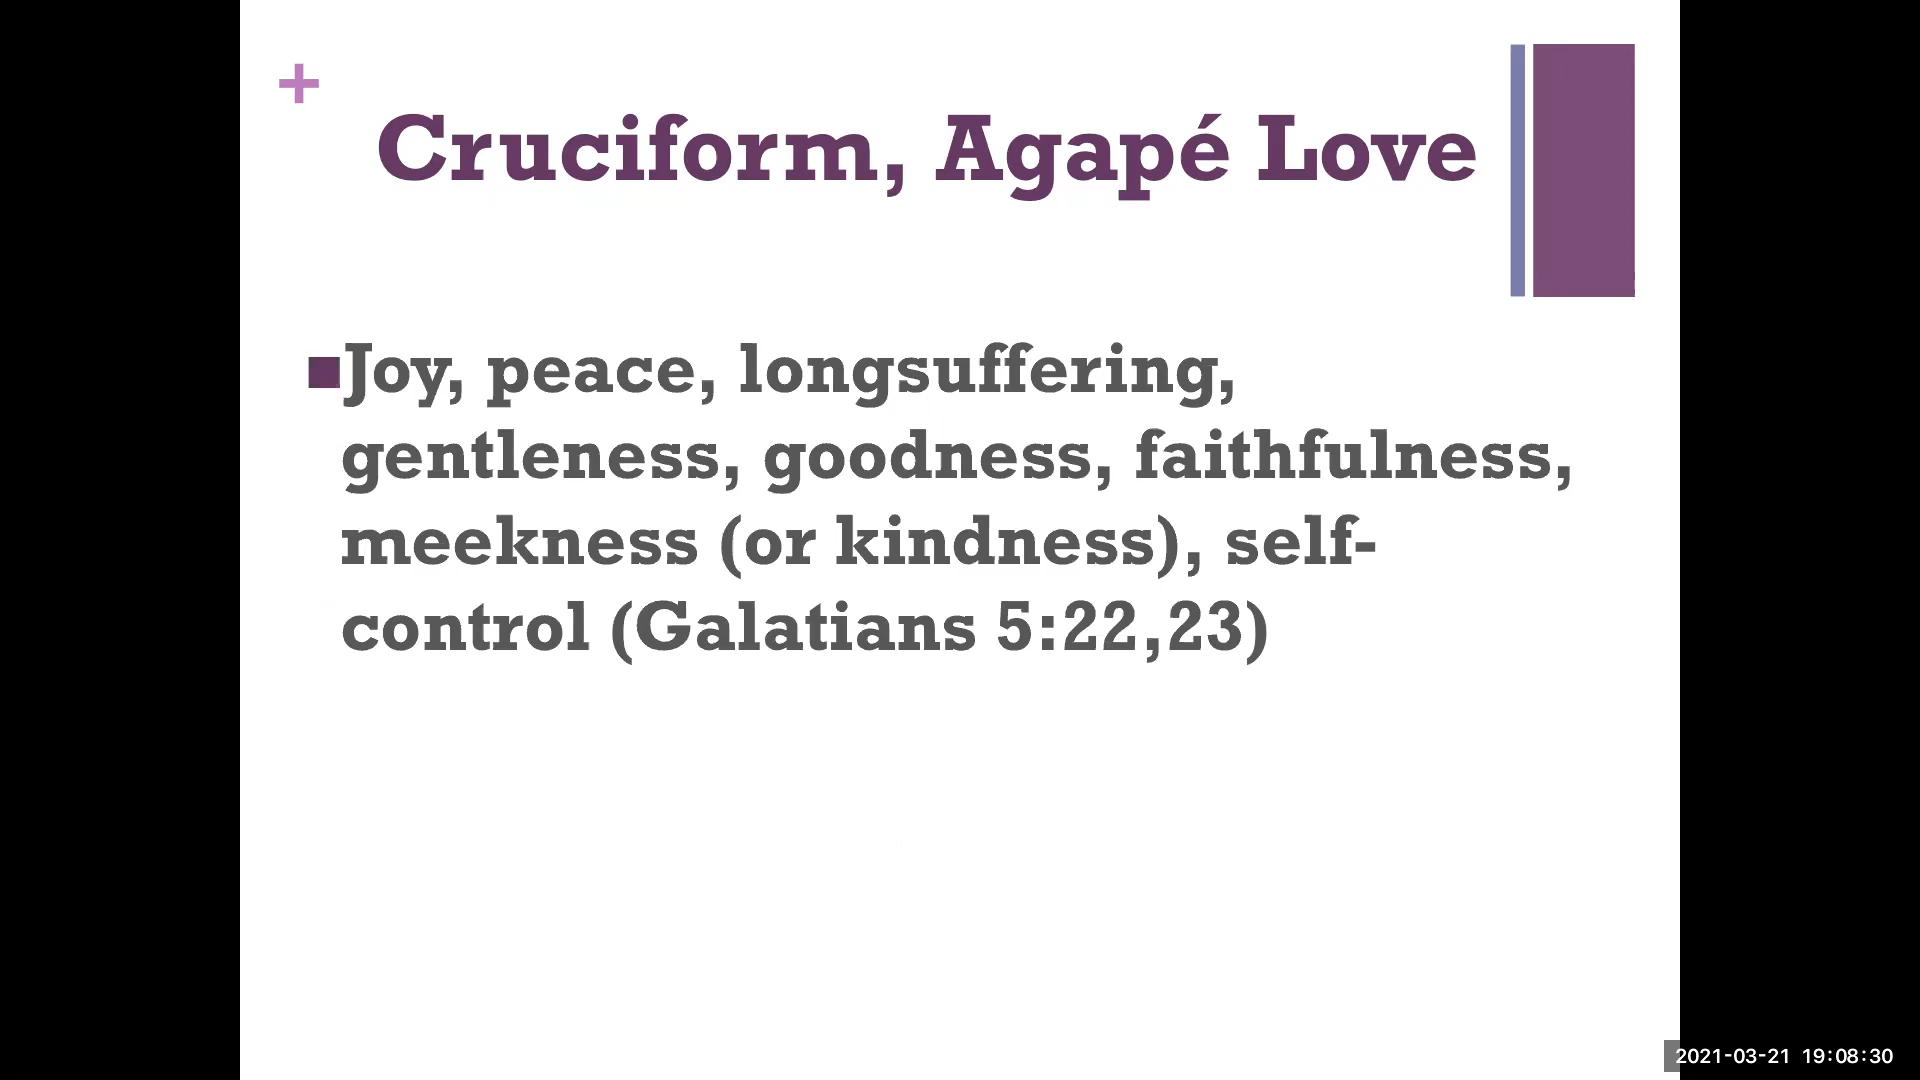 +
Cruciform, Agapé Love
■Joy, peace, longsuffering,
gentleness, goodness, faithfulness,
meekness (or kindness), self-
control (Galatians 5:22,23)
2021-03-21 19:08:30